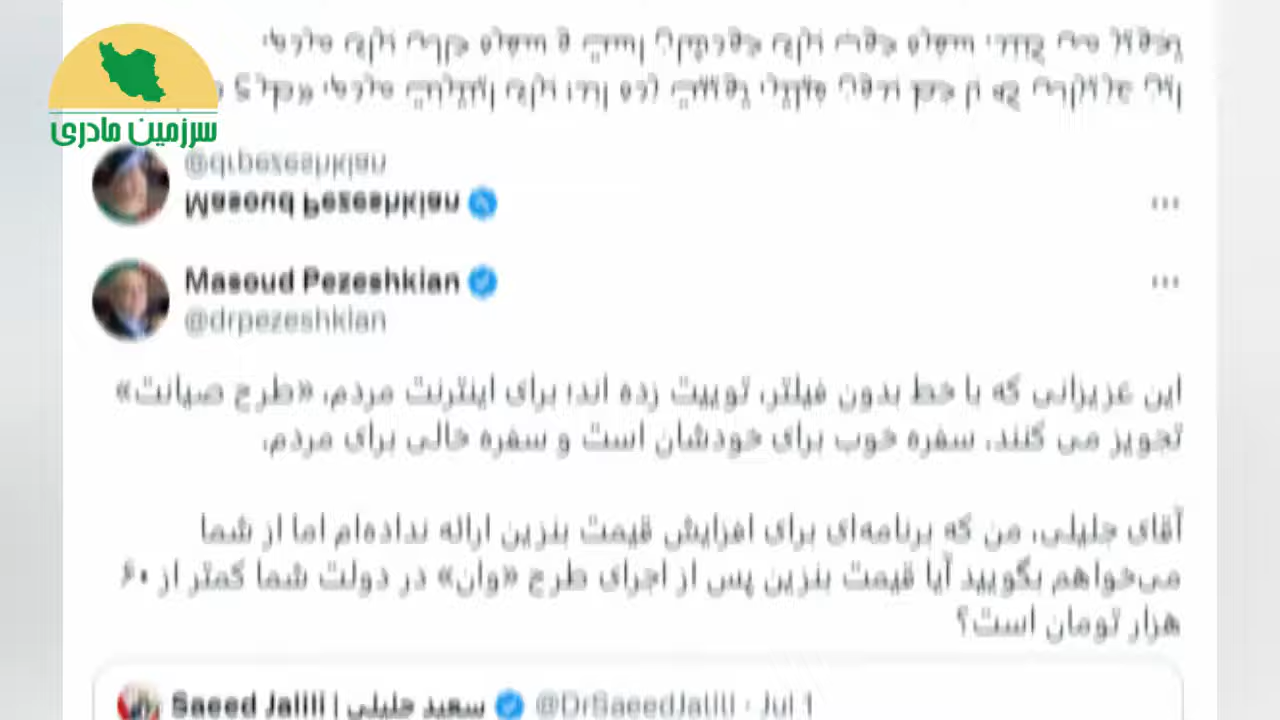 سرزمین مادری
@drpezeshkian
Masoud Pezeshkian
Masoud Pezeshkian
@drpezeshkian
این عزیزانی که با خط بدون فیلتر، توییت زده اند؛ برای اینترنت مردم، «طرح صیانت»
تجویز می کنند. سفره خوب برای خودشان است و سفره خالی برای مردم.
آقای جلیلی، من که برنامه‌ای برای افزایش قیمت بنزین ارائه نداده‌ام اما از شما
می‌خواهم بگویید آیا قیمت بنزین پس از اجرای طرح «وان» در دولت شما کمتر از ۶۰
هزار تومان است؟
Saeed Jalili | سعید جلیلی @DrSaeedJalili · Jul 1